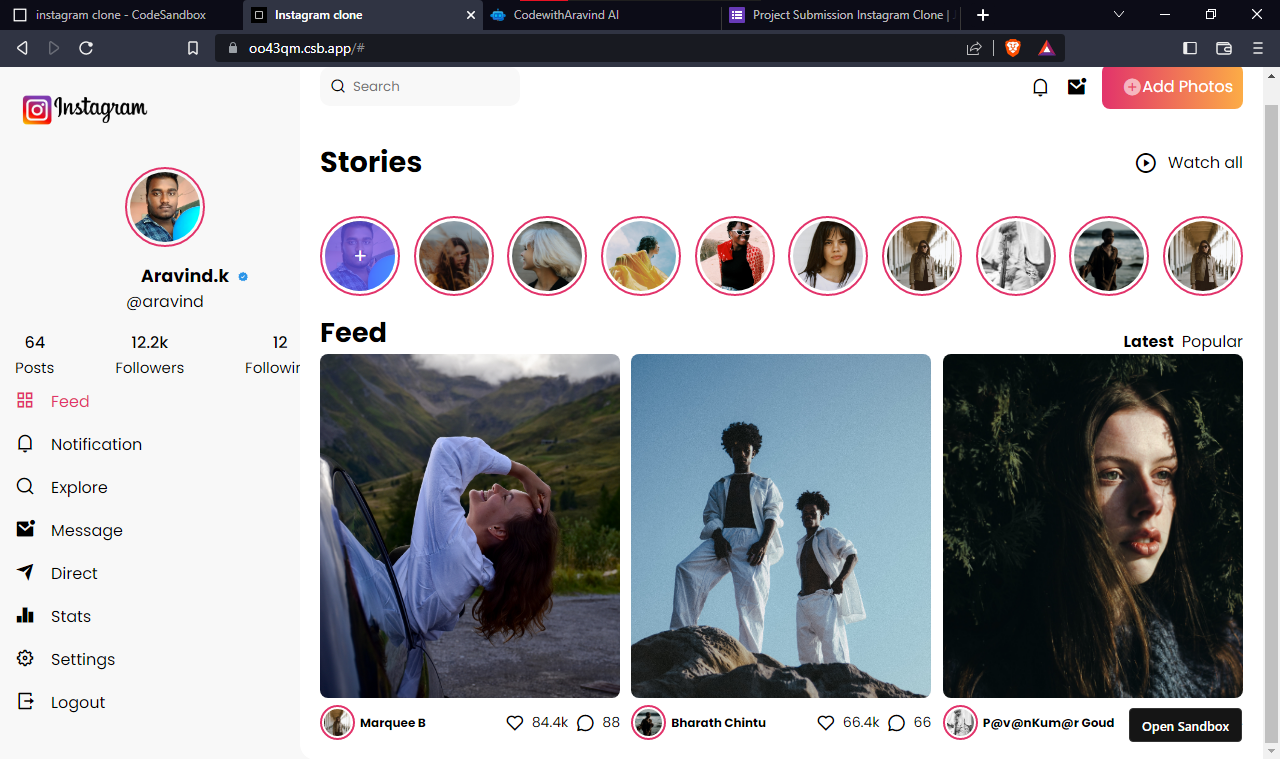 instagram clone - CodeSandbox
Instagram clone
CodewithAravind AI
Project Submission Instagram Clone |
oo43qm.csb.app/#
Instagram
Search
Add Photos
Stories
Watch all
Aravind.k
@aravind
64 12.2k 12
Posts Followers Followin
Feed
Latest Popular
Feed
Notification
Explore
Message
Direct
Stats
Settings
Logout
Marquee B 84.4k 88
Bharath Chintu 66.4k 66
P@v@nKum@r Goud
Open Sandbox